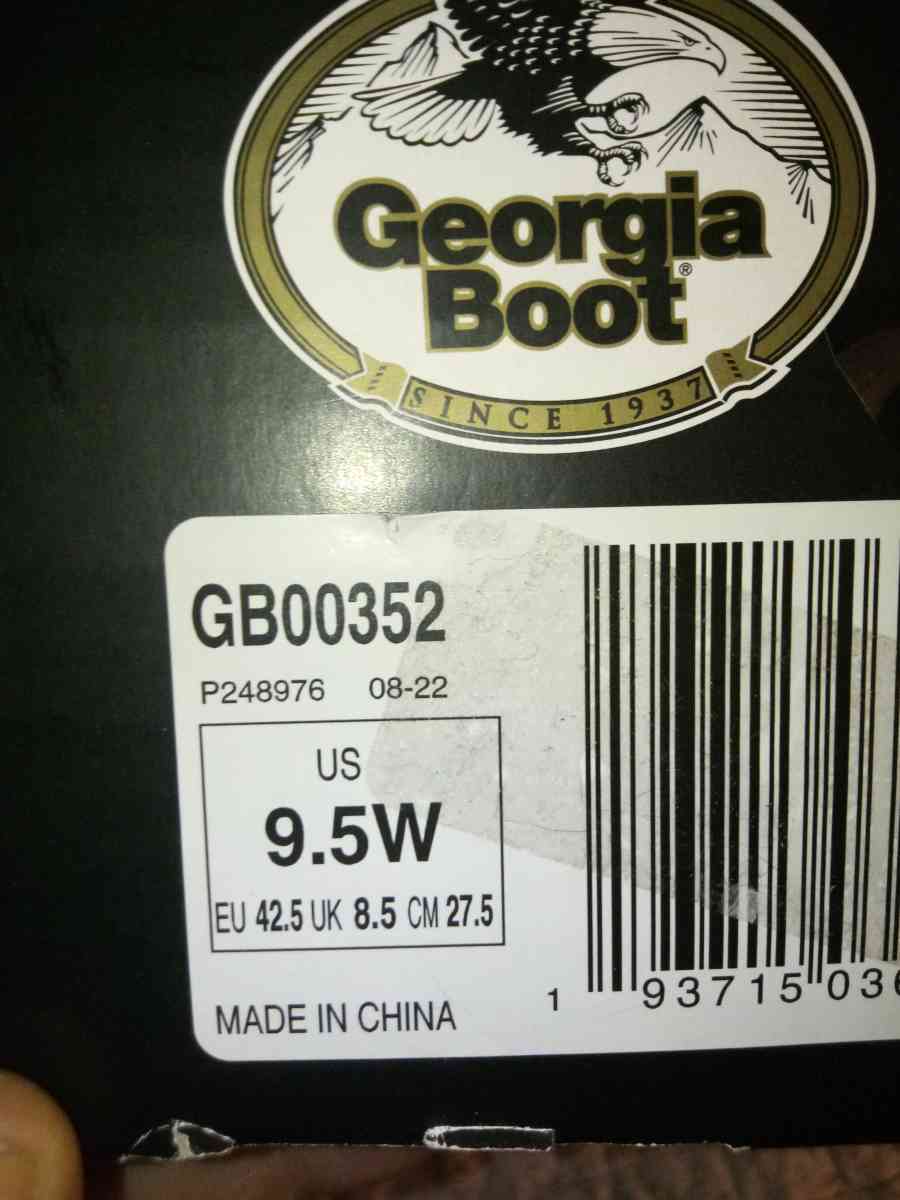 Georgia
Boot®
SINCE 1937
GB00352
P248976 08-22
US
9.5W
EU 42.5 UK 8.5 CM 27.5
MADE IN CHINA
1 93715 03